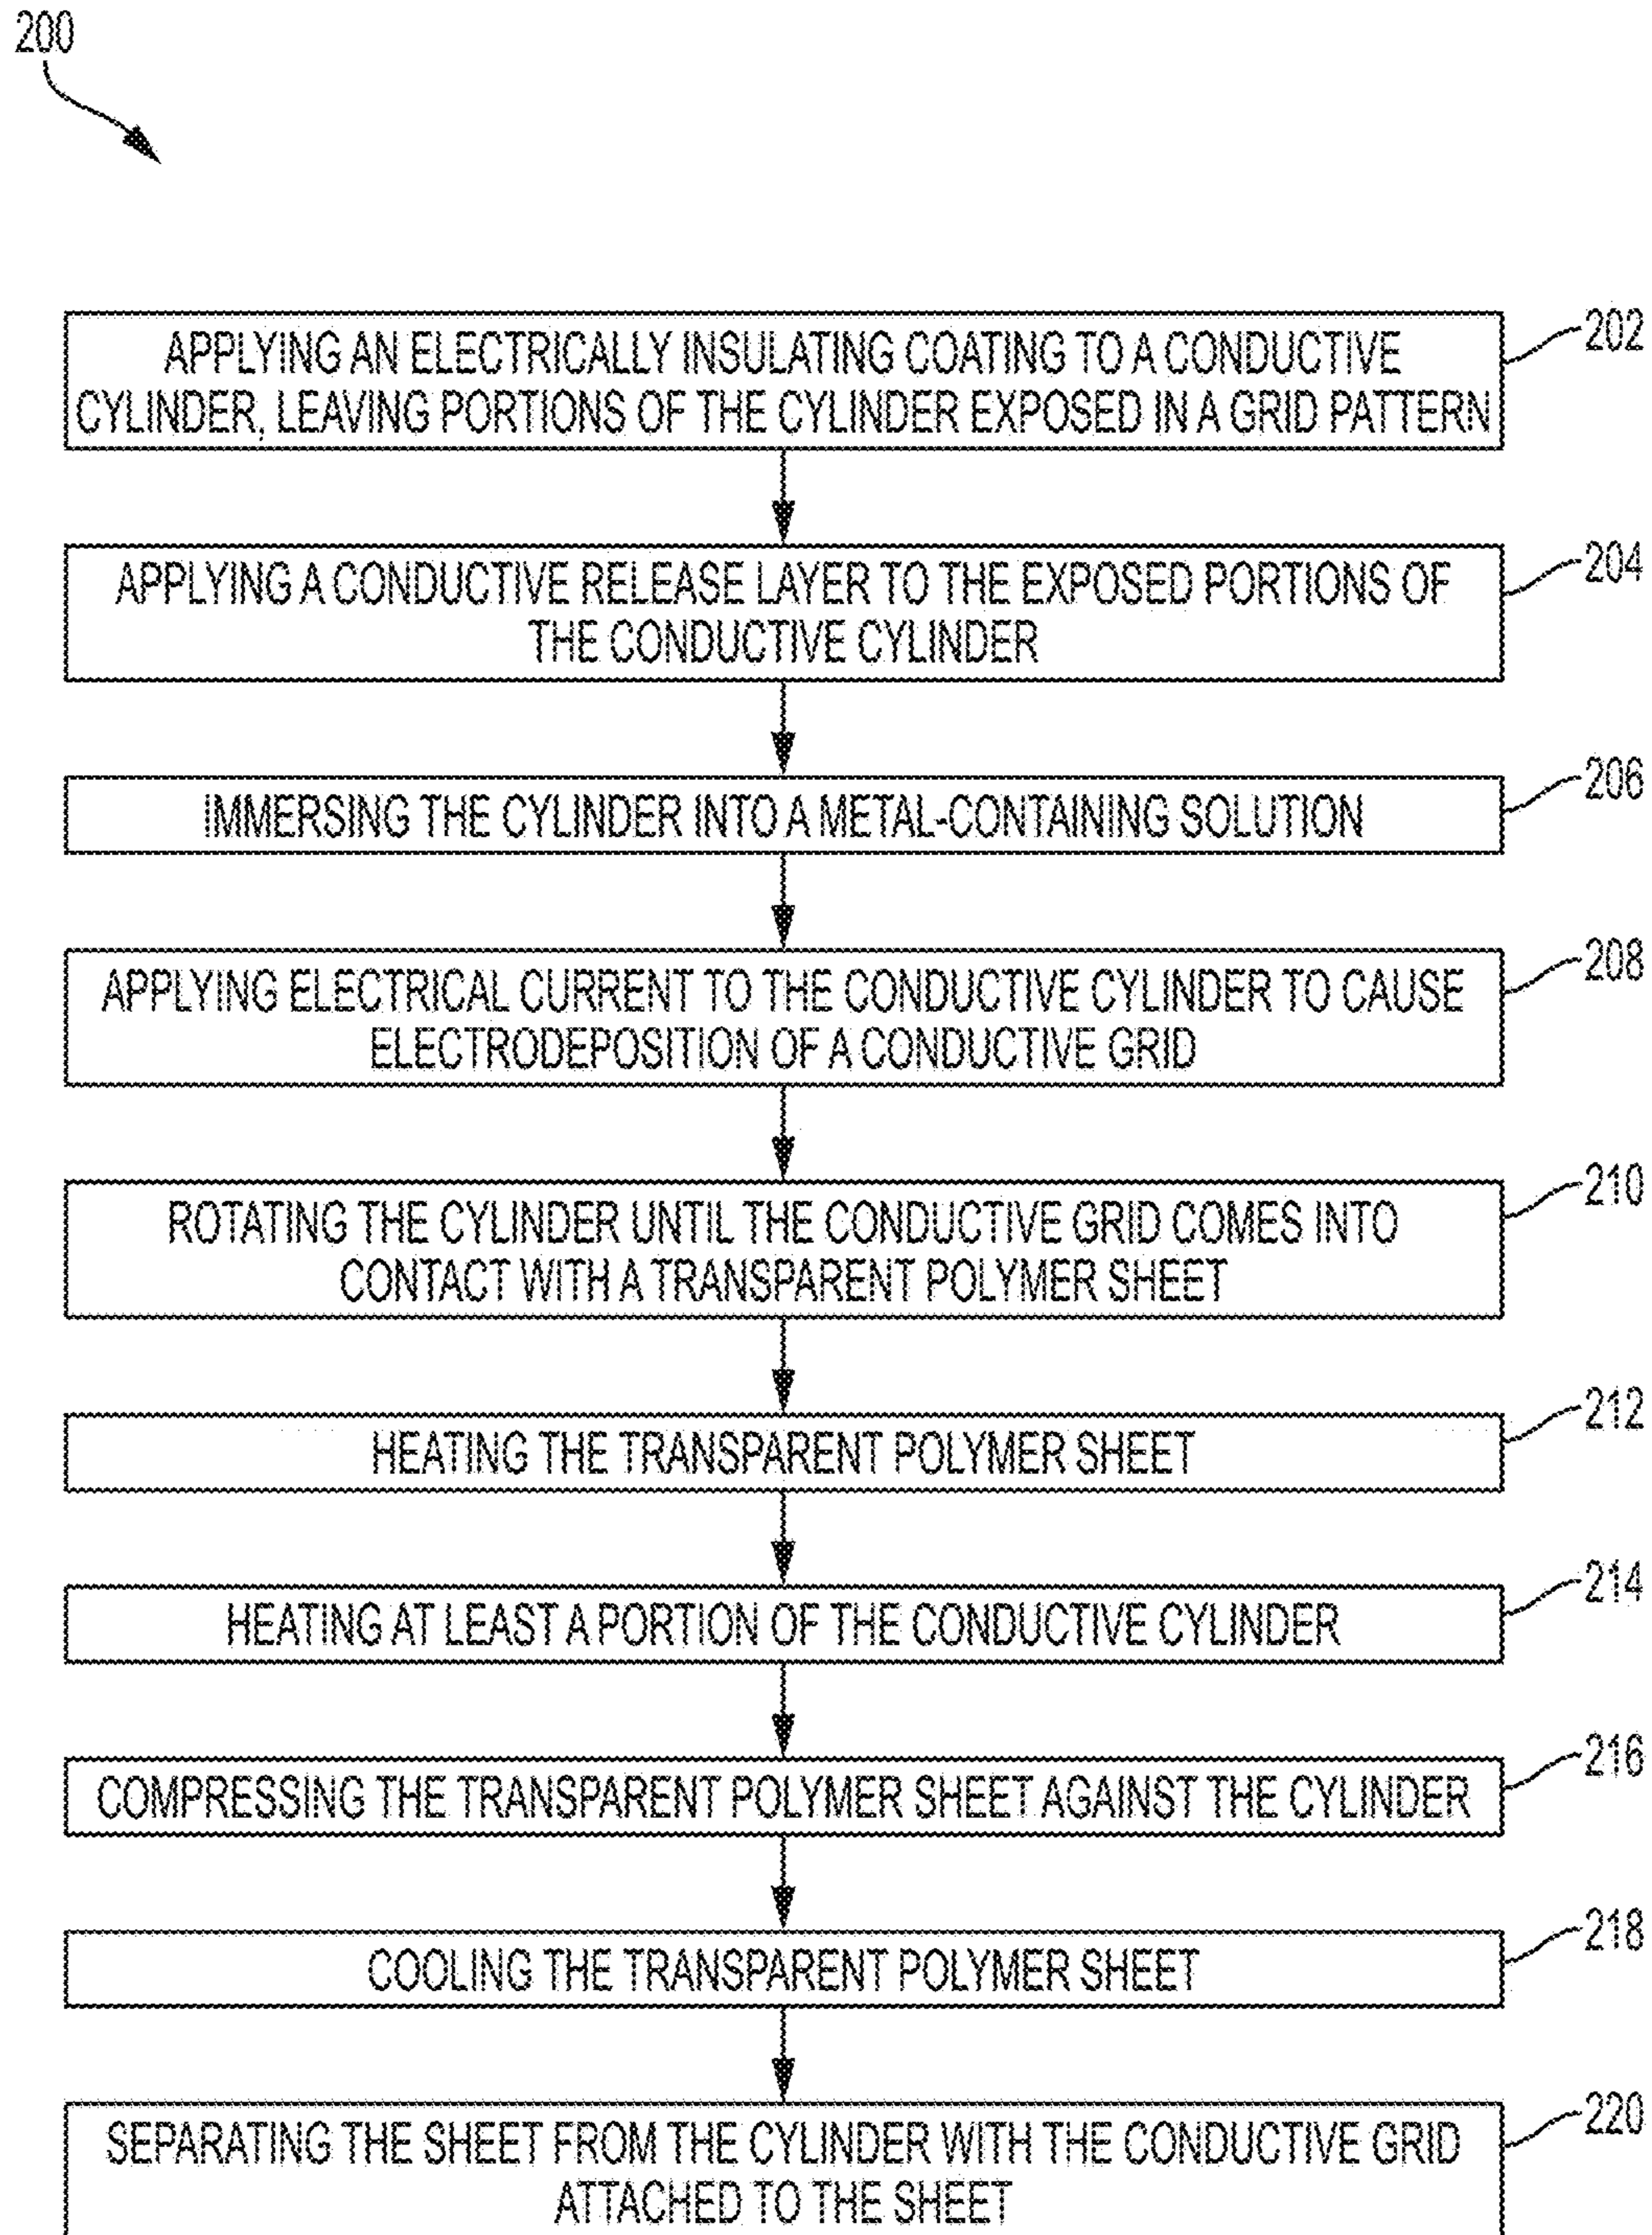 200
APPLYING AN ELECTRICALLY INSULATING COATING TO A CONDUCTIVE
CYLINDER, LEAVING PORTIONS OF THE CYLINDER EXPOSED IN A GRID PATTERN
202
APPLYING A CONDUCTIVE RELEASE LAYER TO THE EXPOSED PORTIONS OF
THE CONDUCTIVE CYLINDER
204
IMMERSING THE CYLINDER INTO A METAL-CONTAINING SOLUTION
206
APPLYING ELECTRICAL CURRENT TO THE CONDUCTIVE CYLINDER TO CAUSE
ELECTRODEPOSITION OF A CONDUCTIVE GRID
208
ROTATING THE CYLINDER UNTIL THE CONDUCTIVE GRID COMES INTO
CONTACT WITH A TRANSPARENT POLYMER SHEET
210
HEATING THE TRANSPARENT POLYMER SHEET
212
HEATING AT LEAST A PORTION OF THE CONDUCTIVE CYLINDER
214
COMPRESSING THE TRANSPARENT POLYMER SHEET AGAINST THE CYLINDER
216
COOLING THE TRANSPARENT POLYMER SHEET
218
SEPARATING THE SHEET FROM THE CYLINDER WITH THE CONDUCTIVE GRID
ATTACHED TO THE SHEET
220